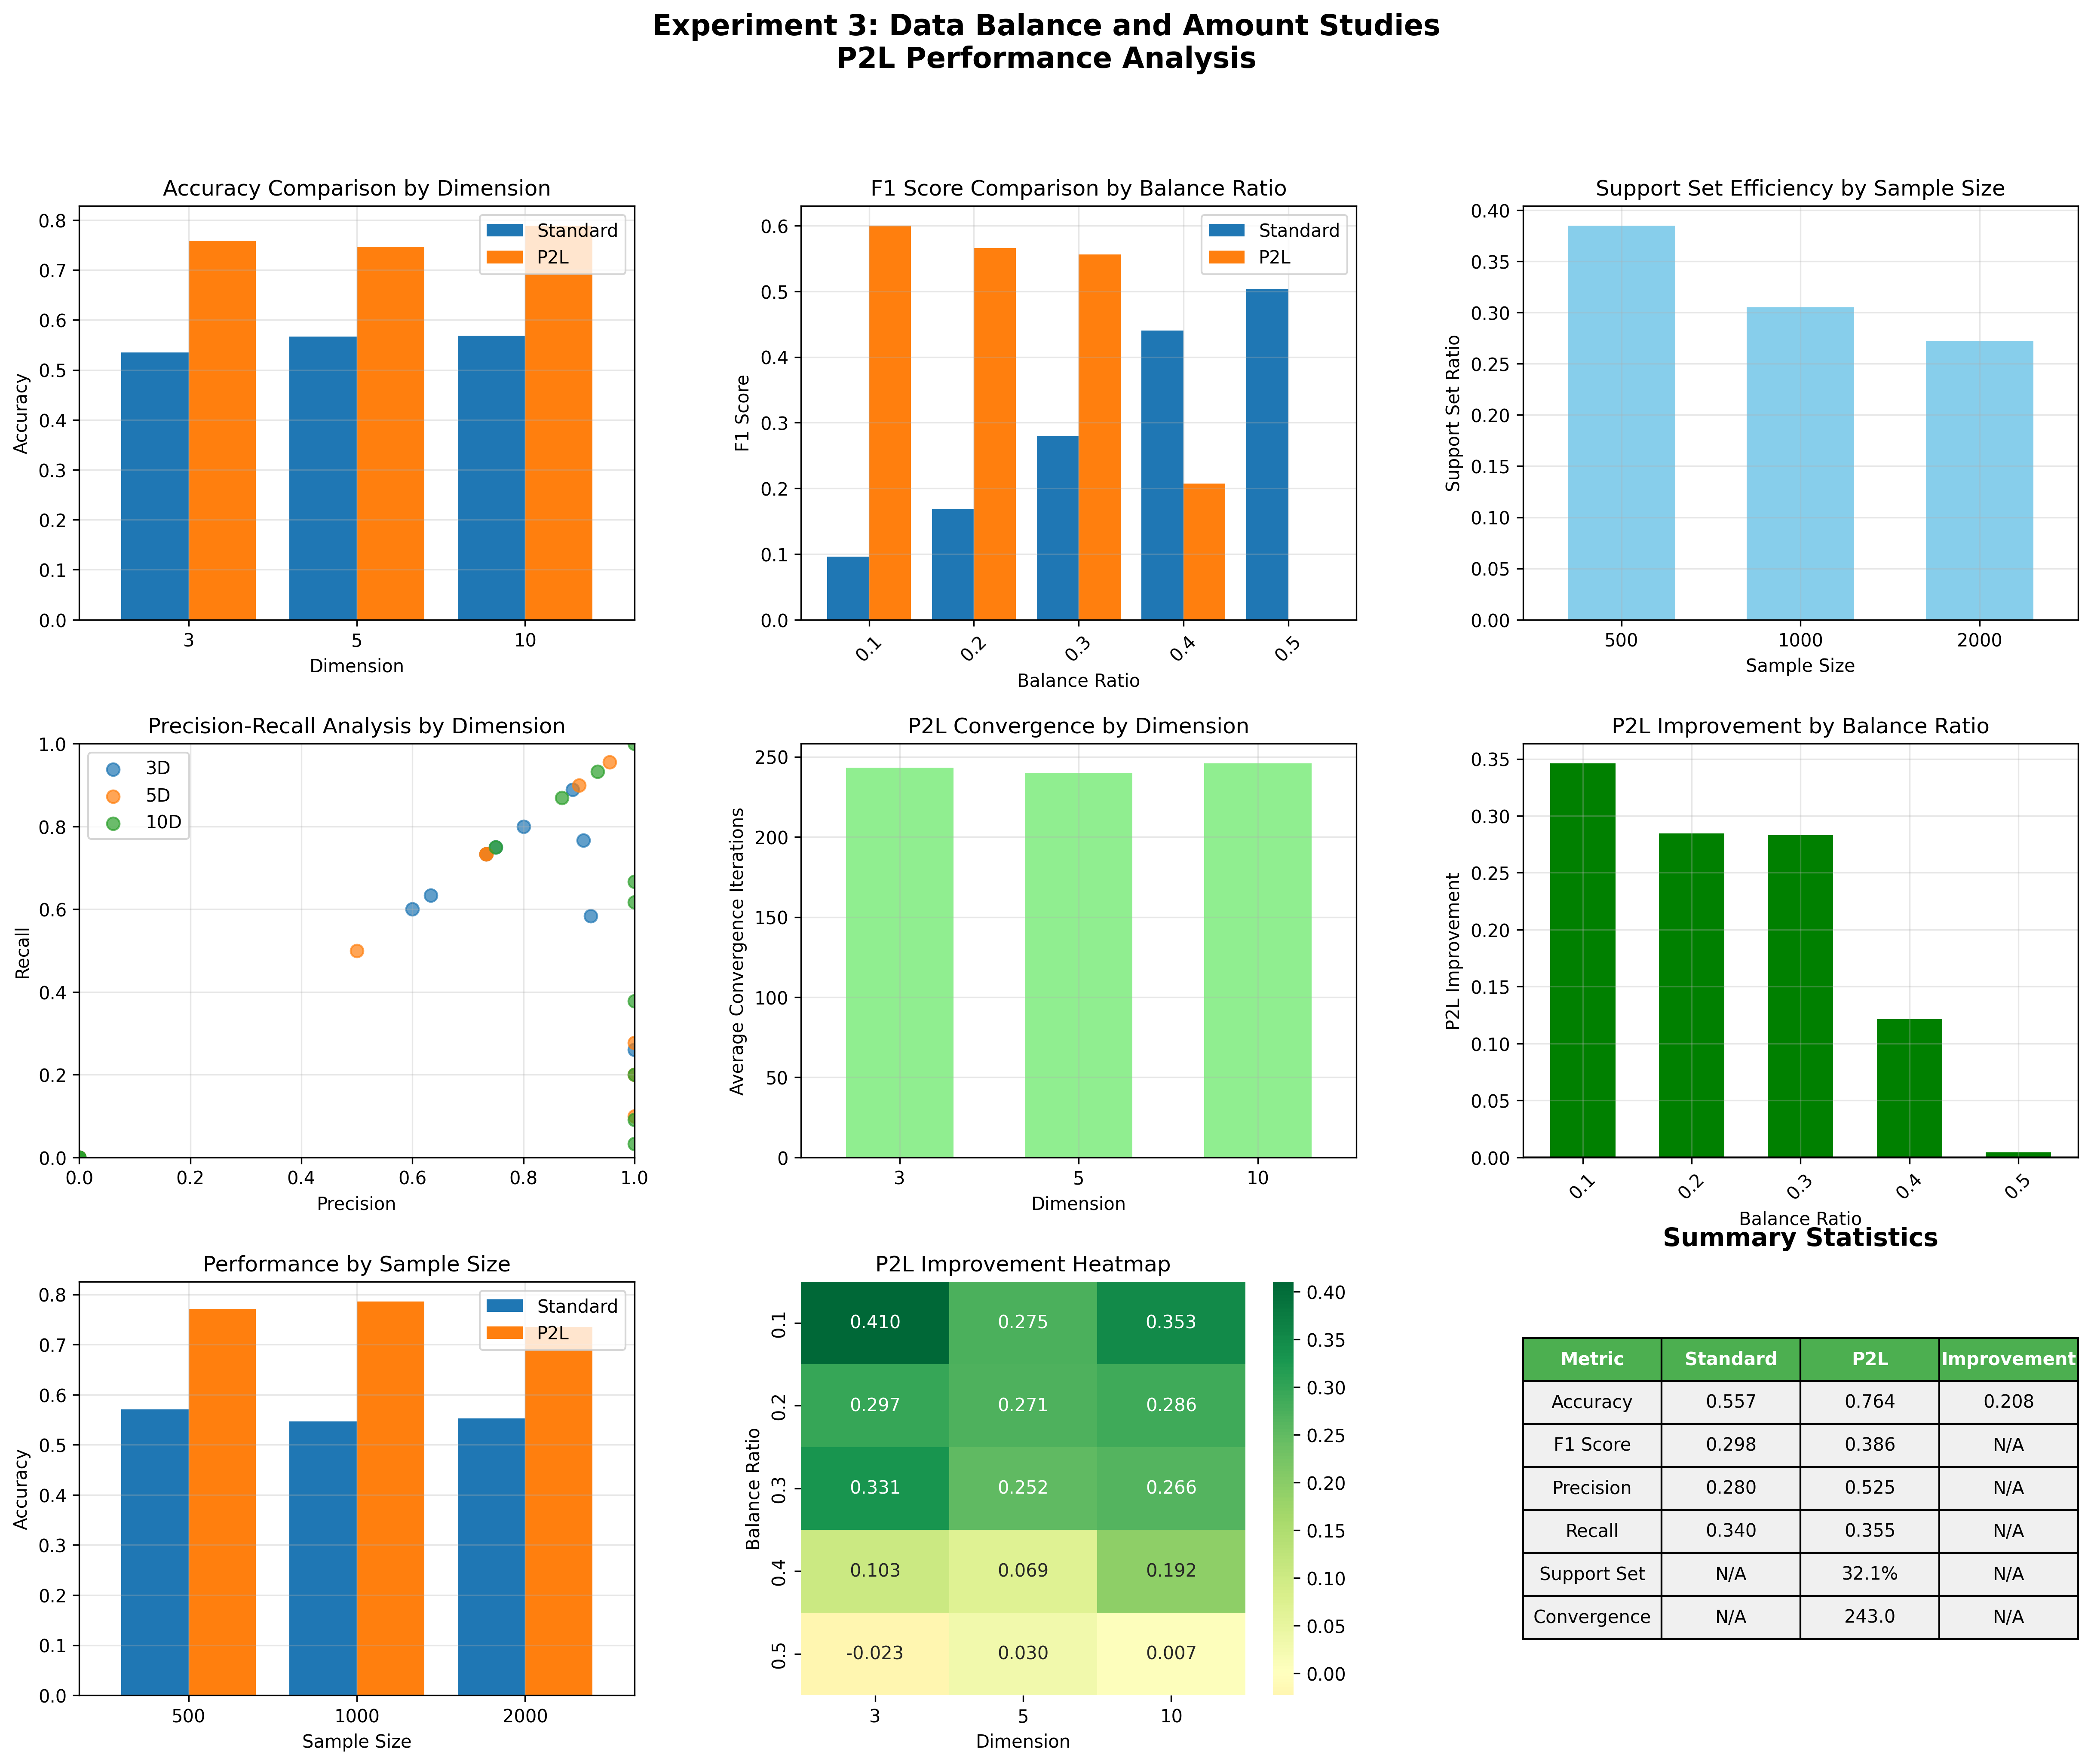 Experiment 3: Data Balance and Amount Studies
P2L Performance Analysis
Accuracy Comparison by Dimension
Accuracy
0.8
0.7
0.6
0.5
0.4
0.3
0.2
0.1
0.0
Standard
P2L
3 5 10
Dimension
F1 Score Comparison by Balance Ratio
F1 Score
0.6
0.5
0.4
0.3
0.2
0.1
0.0
Standard
P2L
0.1 0.2 0.3 0.4 0.5
Balance Ratio
Support Set Efficiency by Sample Size
Support Set Ratio
0.40
0.35
0.30
0.25
0.20
0.15
0.10
0.05
0.00
500 1000 2000
Sample Size
Precision-Recall Analysis by Dimension
Recall
1.0
0.8
0.6
0.4
0.2
0.0
3D
5D
10D
0.0 0.2 0.4 0.6 0.8 1.0
Precision
P2L Convergence by Dimension
Average Convergence Iterations
250
200
150
100
50
0
3 5 10
Dimension
P2L Improvement by Balance Ratio
P2L Improvement
0.35
0.30
0.25
0.20
0.15
0.10
0.05
0.00
0.1 0.2 0.3 0.4 0.5
Balance Ratio
Performance by Sample Size
Accuracy
0.8
0.7
0.6
0.5
0.4
0.3
0.2
0.1
0.0
Standard
P2L
500 1000 2000
Sample Size
P2L Improvement Heatmap
Balance Ratio
0.1 0.410 0.275 0.353
0.2 0.297 0.271 0.286
0.3 0.331 0.252 0.266
0.4 0.103 0.069 0.192
0.5 -0.023 0.030 0.007
3 5 10
Dimension
0.40
0.35
0.30
0.25
0.20
0.15
0.10
0.05
0.00
Summary Statistics
Metric Standard P2L Improvement
Accuracy 0.557 0.764 0.208
F1 Score 0.298 0.386 N/A
Precision 0.280 0.525 N/A
Recall 0.340 0.355 N/A
Support Set N/A 32.1% N/A
Convergence N/A 243.0 N/A